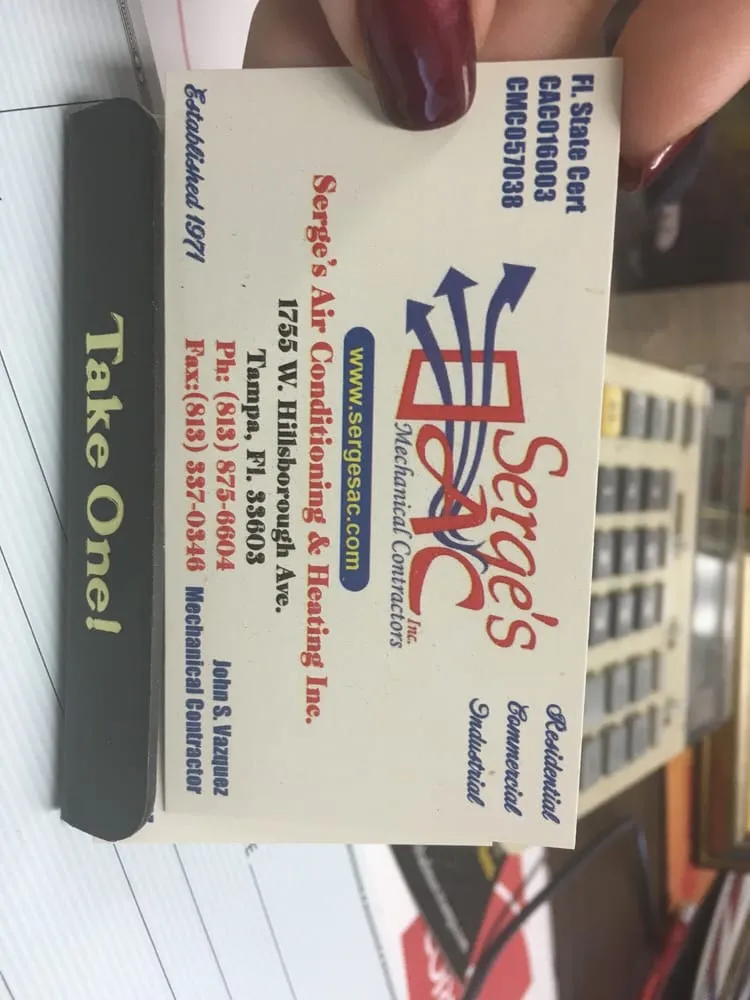 Fl. State Cert
CAC016003
CMC057038
Serge's
AC Inc.
Mechanical Contractors
Residential
Commercial
Industrial
www.sergesac.com
Serge's Air Conditioning & Heating Inc.
1755 W. Hillsborough Ave.
Tampa, Fl. 33603
Established 1971
Ph: (813) 875-6604
Fax:(813) 337-0346
John S. Vazquez
Mechanical Contractor
Take One!